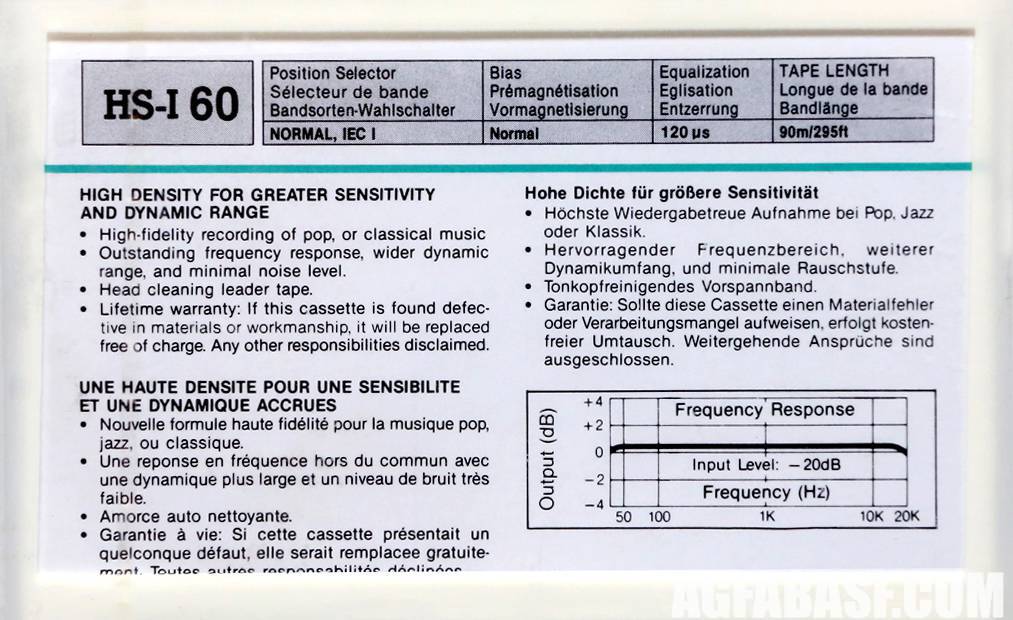 HS-I 60
Position Selector
Sélecteur de bande
Bandsorten-Wahlschalter
NORMAL, IEC I
Bias
Prémagnétisation
Vormagnetisierung
Normal
Equalization
Eglisation
Entzerrung
120 µs
TAPE LENGTH
Longue de la bande
Bandlänge
90m/295ft
HIGH DENSITY FOR GREATER SENSITIVITY
AND DYNAMIC RANGE
• High-fidelity recording of pop, or classical music
• Outstanding frequency response, wider dynamic
range, and minimal noise level.
• Head cleaning leader tape.
• Lifetime warranty: If this cassette is found defec-
tive in materials or workmanship, it will be replaced
free of charge. Any other responsibilities disclaimed.
UNE HAUTE DENSITE POUR UNE SENSIBILITE
ET UNE DYNAMIQUE ACCRUES
• Nouvelle formule haute fidélité pour la musique pop,
jazz, ou classique.
• Une reponse en fréquence hors du commun avec
une dynamique plus large et un niveau de bruit très
faible.
• Amorce auto nettoyante.
• Garantie à vie: Si cette cassette présentait un
quelconque défaut, elle serait remplacee gratuite-
ment. Toutes autres responsabilités déclinées
Hohe Dichte für größere Sensitivität
• Höchste Wiedergabetreue Aufnahme bei Pop, Jazz
oder Klassik.
• Hervorragender Frequenzbereich, weiterer
Dynamikumfang, und minimale Rauschstufe.
• Tonkopfreinigendes Vorspannband.
• Garantie: Sollte diese Cassette einen Materialfehler
oder Verarbeitungsmangel aufweisen, erfolgt kosten-
freier Umtausch. Weitergehende Ansprüche sind
ausgeschlossen.
Output (dB)
+4
+2
0
−2
−4
Frequency Response
Input Level: −20dB
Frequency (Hz)
50 100 1K 10K 20K
AGFABASF.COM